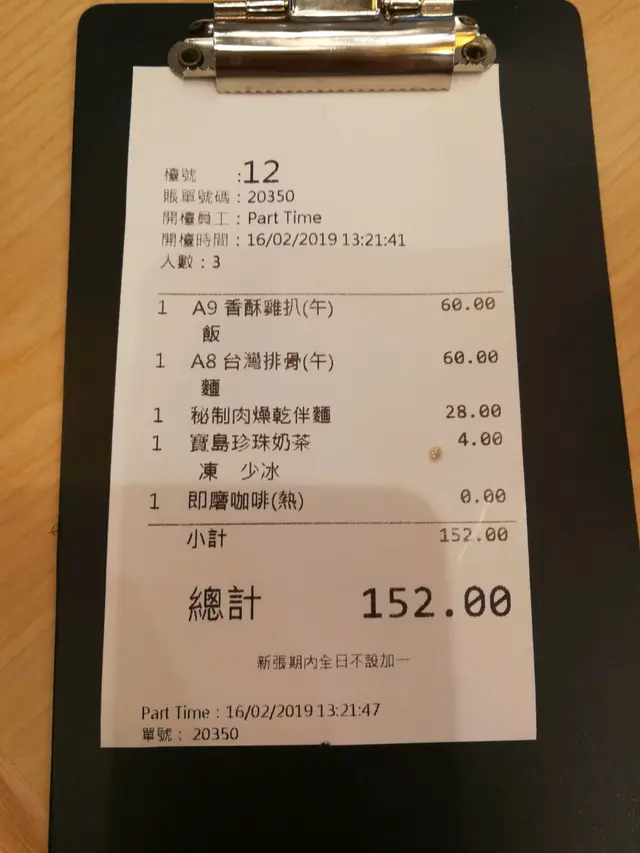 檯號 :12
賬單號碼：20350
開檯員工：Part Time
開檯時間：16/02/2019 13:21:41
人數：3
1 A9 香酥雞扒(午) 60.00
飯
1 A8 台灣排骨(午) 60.00
麵
1 秘制肉燥乾伴麵 28.00
1 寶島珍珠奶茶 4.00
凍 少冰
1 即磨咖啡(熱) 0.00
小計 152.00
總計 152.00
新張期內全日不設加一
Part Time：16/02/2019 13:21:47
單號： 20350